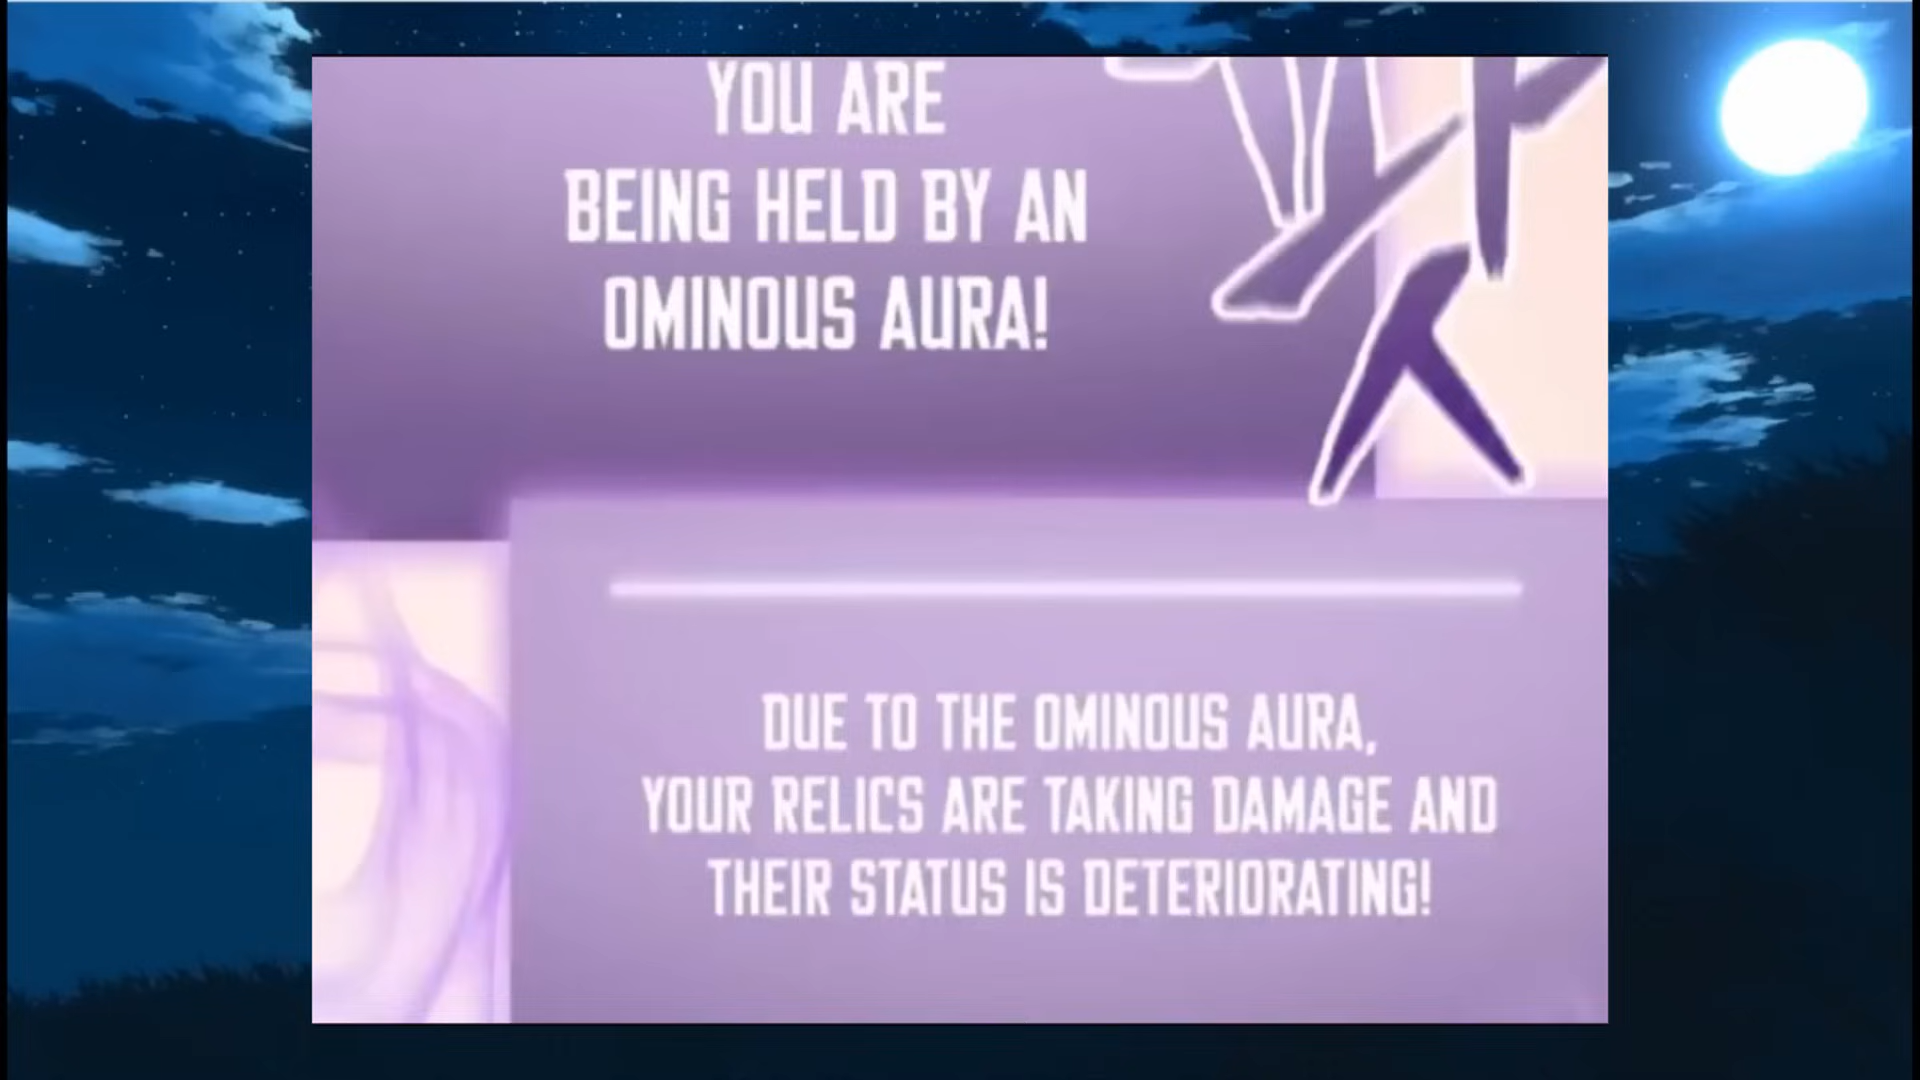 YOU ARE
BEING HELD BY AN
OMINOUS AURA!
DUE TO THE OMINOUS AURA,
YOUR RELICS ARE TAKING DAMAGE AND
THEIR STATUS IS DETERIORATING!